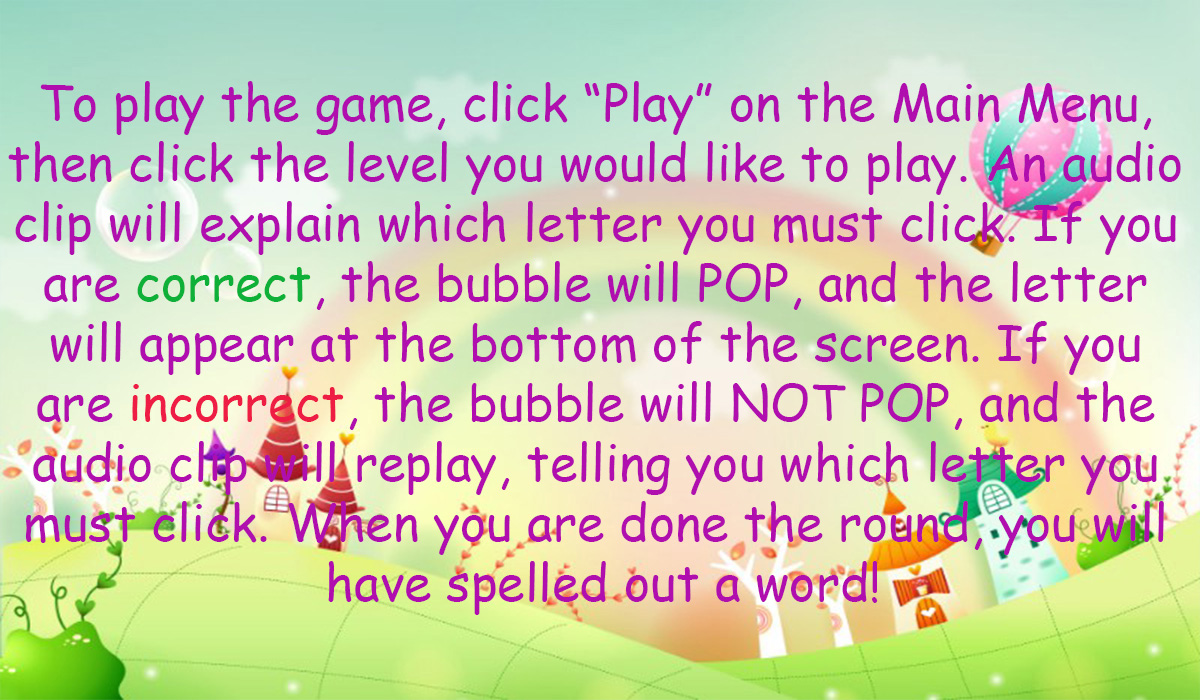 To play the game, click “Play” on the Main Menu,
then click the level you would like to play. An audio
clip will explain which letter you must click. If you
are correct, the bubble will POP, and the letter
will appear at the bottom of the screen. If you
are incorrect, the bubble will NOT POP, and the
audio clip will replay, telling you which letter you
must click. When you are done the round, you will
have spelled out a word!